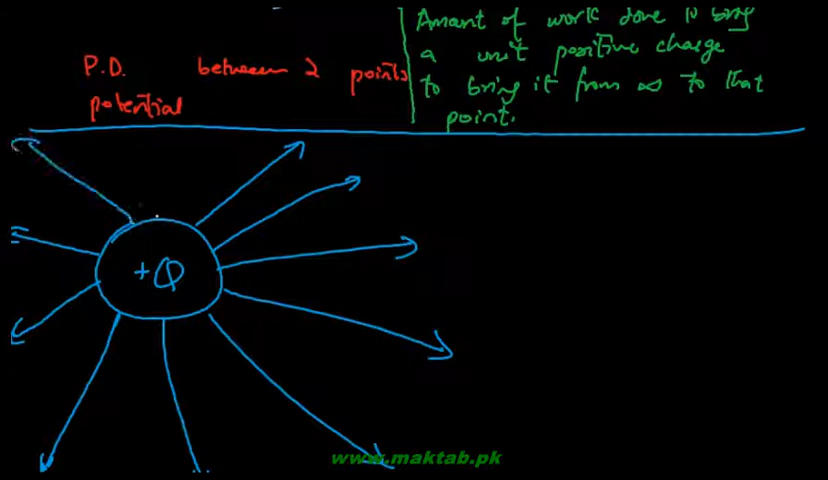 Amount of work done to bring
a unit positive charge
P.D. between 2 points
to bring it from ∞ to that
potential
point.
+Q
www.maktab.pk